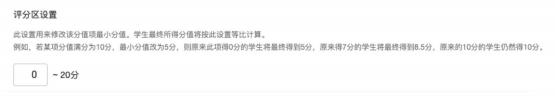 评分区设置
此设置用来修改该分值项最小分值。学生最终所得分值将按此设置等比计算。
例如，若某项分值满分为10分，最小分值改为5分，则原来此项得0分的学生将最终得到5分，原来得7分的学生将最终得到8.5分，原来的10分的学生仍然得10分。
0 ~ 20分